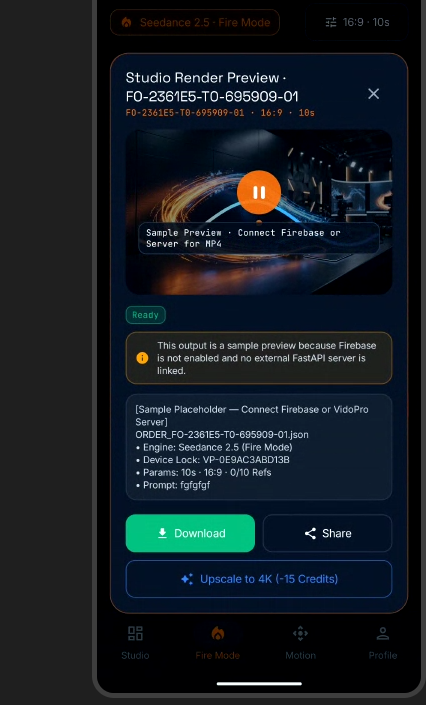 Seedance 2.5 · Fire Mode
16:9 · 10s
Studio Render Preview ·
FO-2361E5-T0-695909-01
FO-2361E5-T0-695909-01 · 16:9 · 10s
Sample Preview · Connect Firebase or
Server for MP4
Ready
This output is a sample preview because Firebase
is not enabled and no external FastAPI server is
linked.
[Sample Placeholder — Connect Firebase or VidoPro
Server]
ORDER_FO-2361E5-T0-695909-01.json
• Engine: Seedance 2.5 (Fire Mode)
• Device Lock: VP-0E9AC3ABD13B
• Params: 10s · 16:9 · 0/10 Refs
• Prompt: fgfgfgf
Download
Share
Upscale to 4K (-15 Credits)
Studio
Fire Mode
Motion
Profile